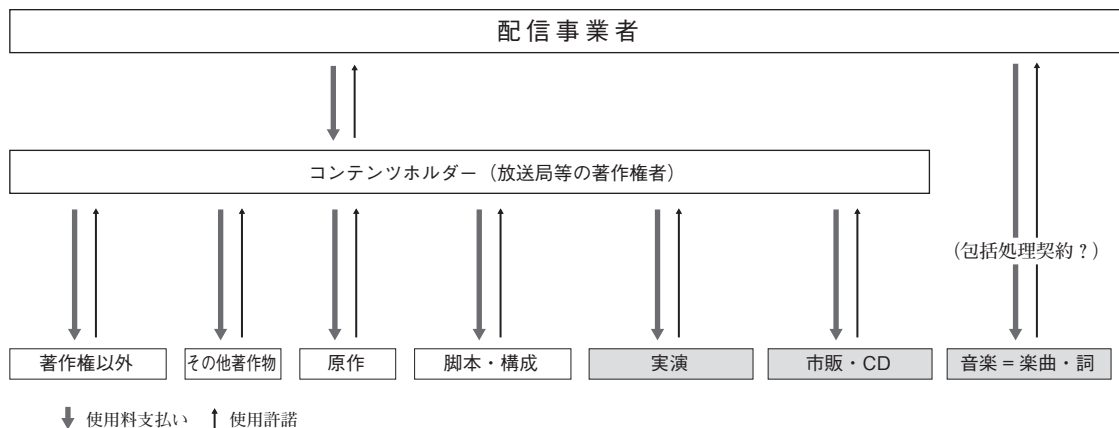 配信事業者
コンテンツホルダー（放送局等の著作権者）
（包括処理契約？）
著作権以外
その他著作物
原作
脚本・構成
実演
市販・CD
音楽＝楽曲・詞
使用料支払い 使用許諾